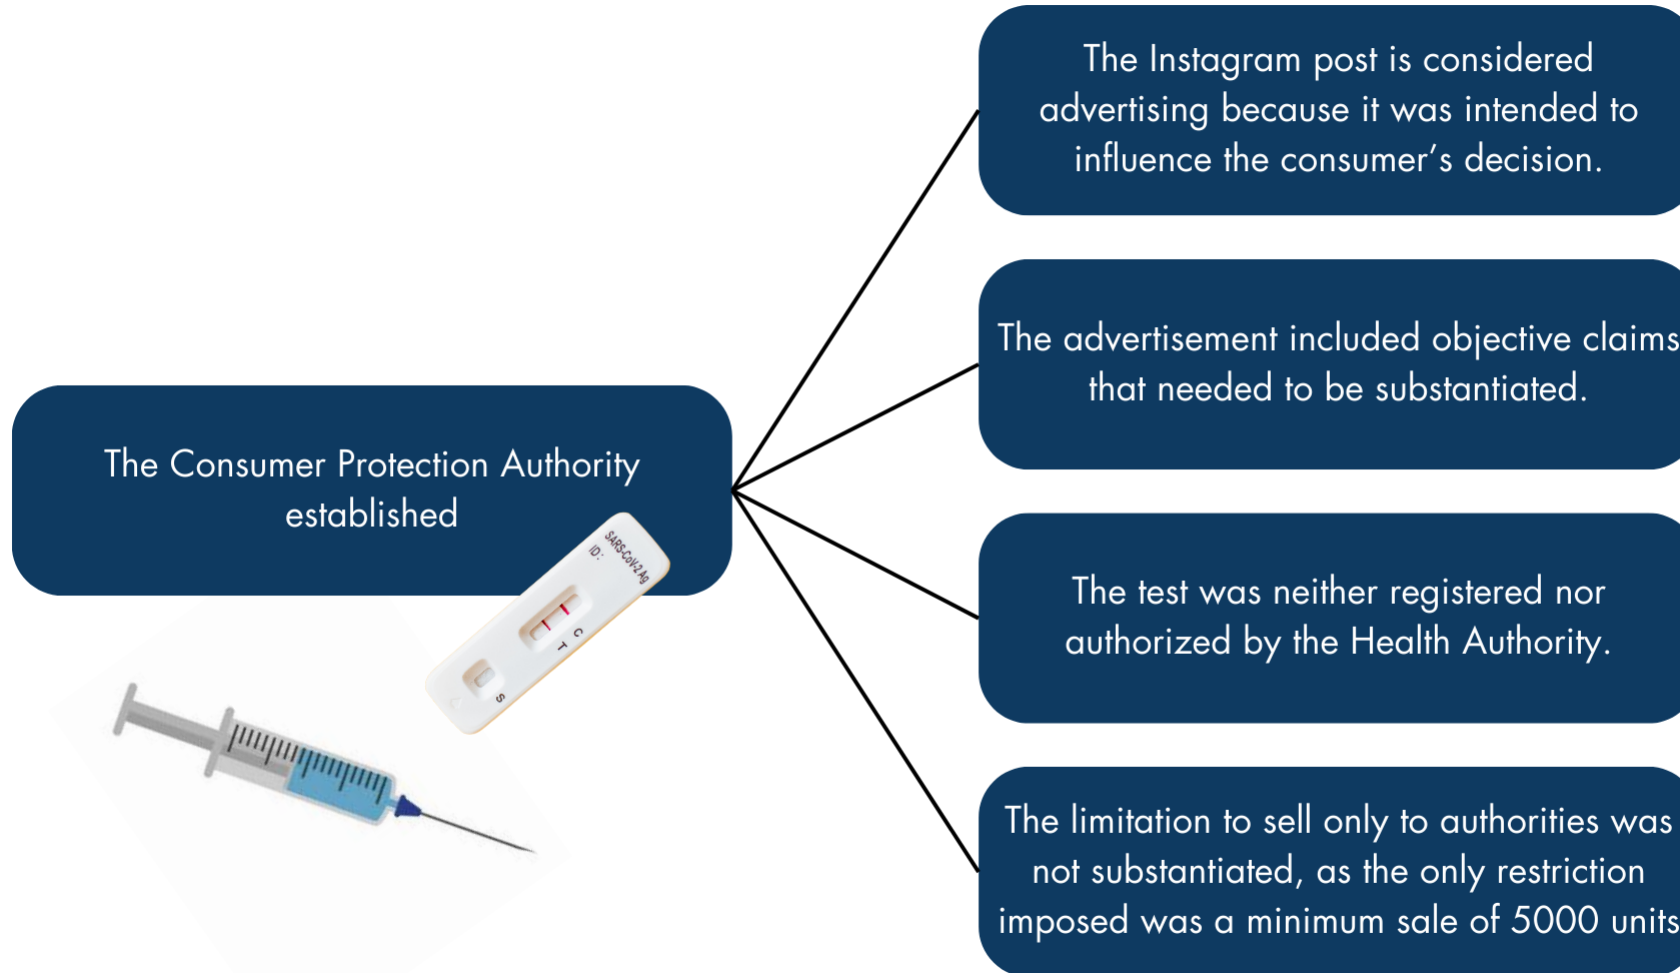 The Instagram post is considered
advertising because it was intended to
influence the consumer’s decision.
The advertisement included objective claims
that needed to be substantiated.
The Consumer Protection Authority
established
SARS-CoV-2 Ag
ID:
C
T
S
The test was neither registered nor
authorized by the Health Authority.
The limitation to sell only to authorities was
not substantiated, as the only restriction
imposed was a minimum sale of 5000 units